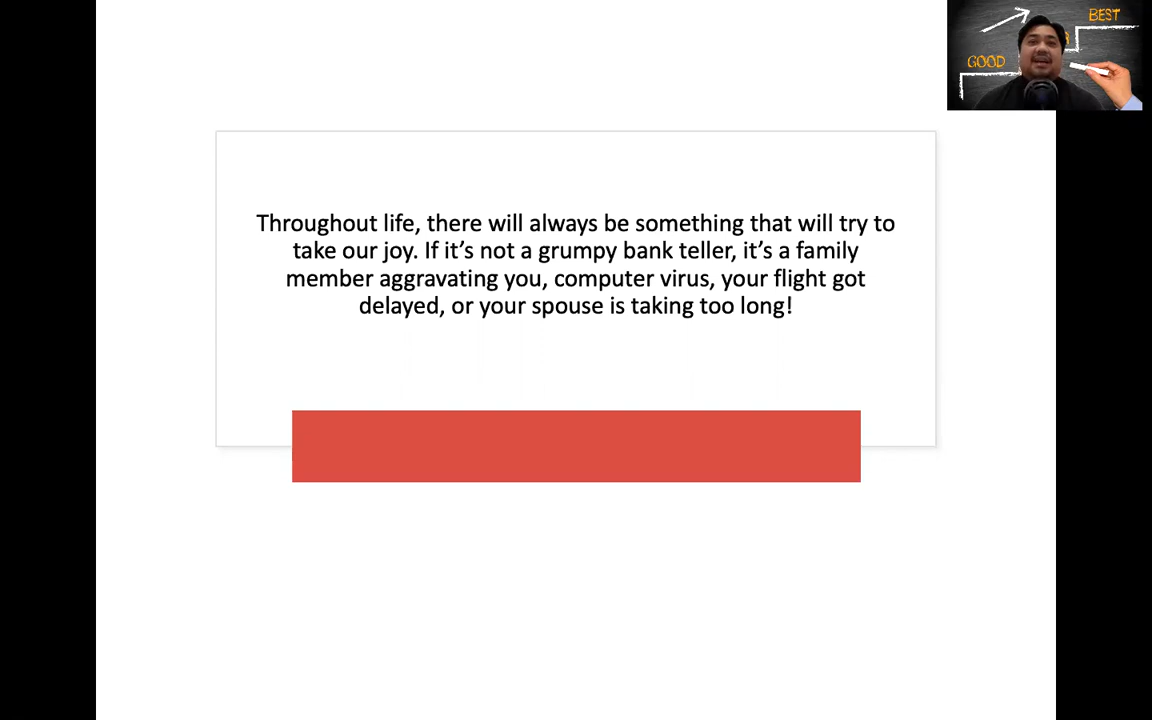 GOOD
BEST
Throughout life, there will always be something that will try to
take our joy. If it’s not a grumpy bank teller, it’s a family
member aggravating you, computer virus, your flight got
delayed, or your spouse is taking too long!